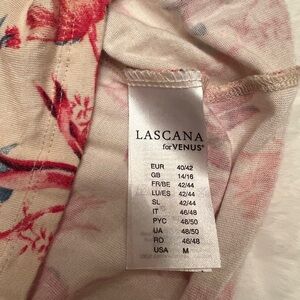 LASCANA
for VENUS®
EUR 40/42
GB 14/16
FR/BE 42/44
LU/ES 42/44
SL 42/44
IT 46/48
PYC 48/50
UA 48/50
RO 46/48
USA M